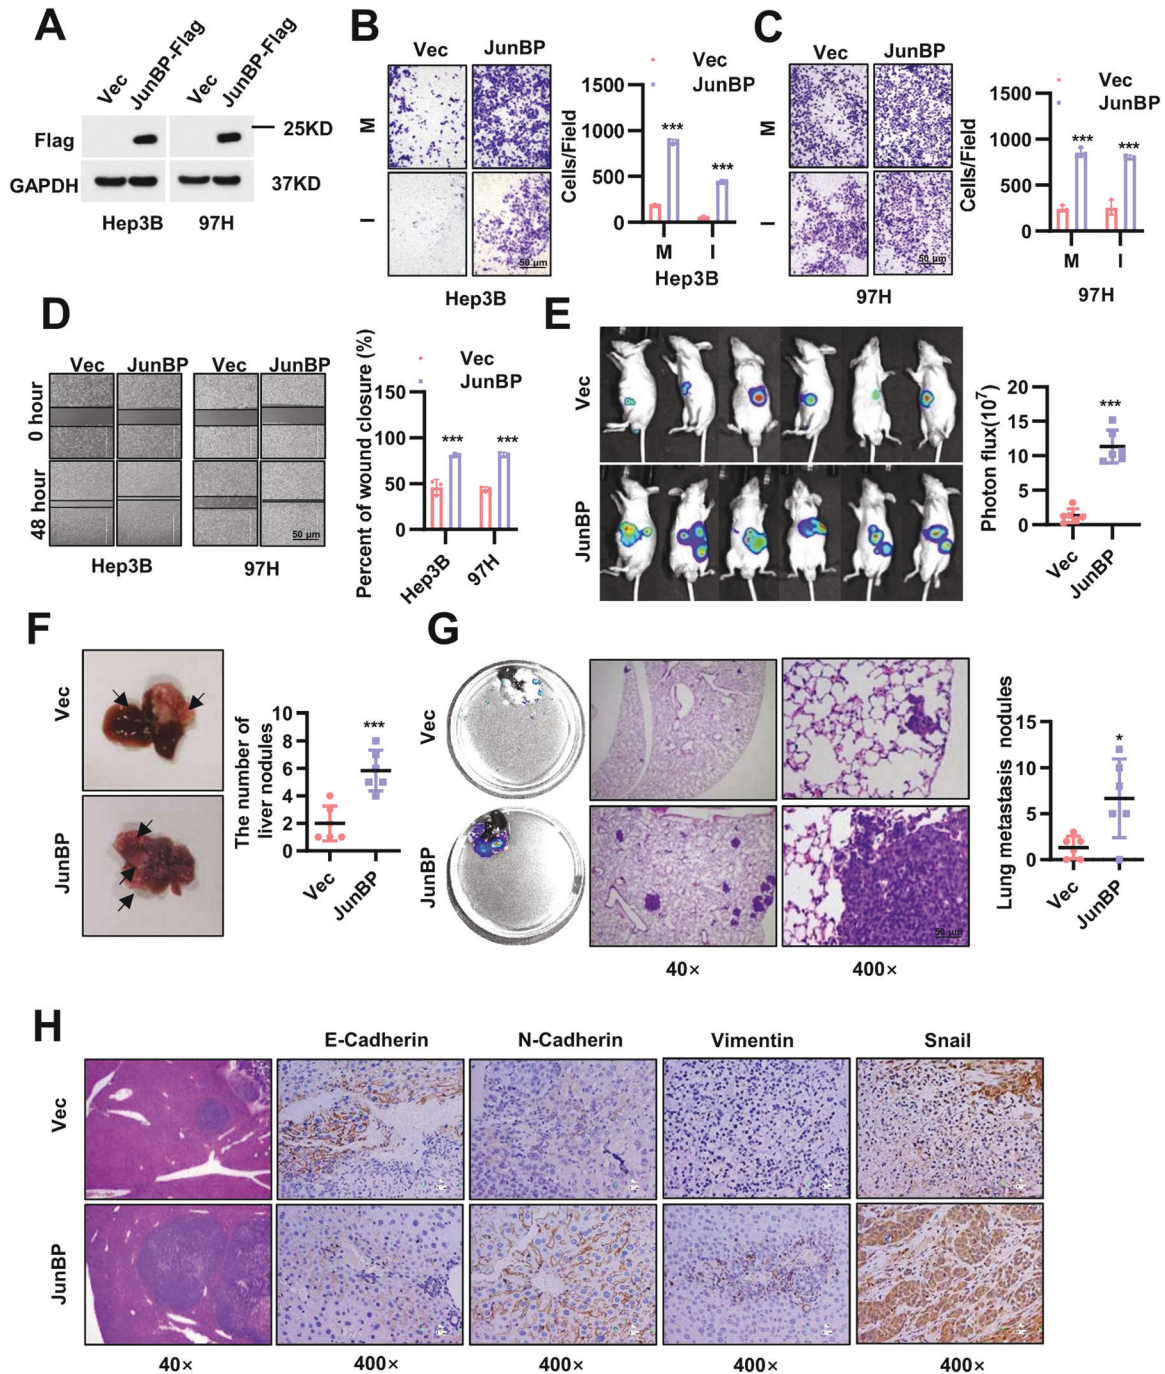 A
Vec
JunBP-Flag
Vec
JunBP-Flag
Flag
25KD
GAPDH
37KD
Hep3B
97H
B
Vec
JunBP
M
I
50 μm
Hep3B
Vec
JunBP
Cells/Field
1500
1000
500
0
***
***
M
I
Hep3B
C
Vec
JunBP
M
I
50 μm
97H
Vec
JunBP
Cells/Field
1500
1000
500
0
***
***
M
I
97H
D
Vec
JunBP
Vec
JunBP
0 hour
48 hour
50 μm
Hep3B
97H
Percent of wound closure (%)
Vec
JunBP
150
100
50
0
***
***
Hep3B
97H
E
Vec
JunBP
Photon flux(10⁷)
20
15
10
5
0
***
Vec
JunBP
F
Vec
JunBP
The number of
liver nodules
10
8
6
4
2
0
***
Vec
JunBP
G
Vec
JunBP
50 μm
40×
400×
Lung metastasis nodules
15
10
5
0
*
Vec
JunBP
H
E-Cadherin
N-Cadherin
Vimentin
Snail
Vec
JunBP
40×
400×
400×
400×
400×